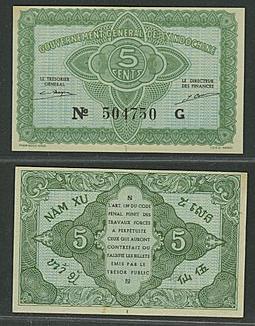 GOUVERNEMENT GENERAL DE L'INDOCHINE
5
CENTS
LE TRESORIER
GENERAL
LE DIRECTEUR
DES FINANCES
№ 504750 G
NAM XU
5
5
L'ART. 139 DU CODE
PENAL PUNIT DES
TRAVAUX FORCES
A PERPETUITE
CEUX QUI AURONT
CONTREFAIT OU
FALSIFIE LES BILLETS
EMIS PAR LE
TRESOR PUBLIC
仙 伍